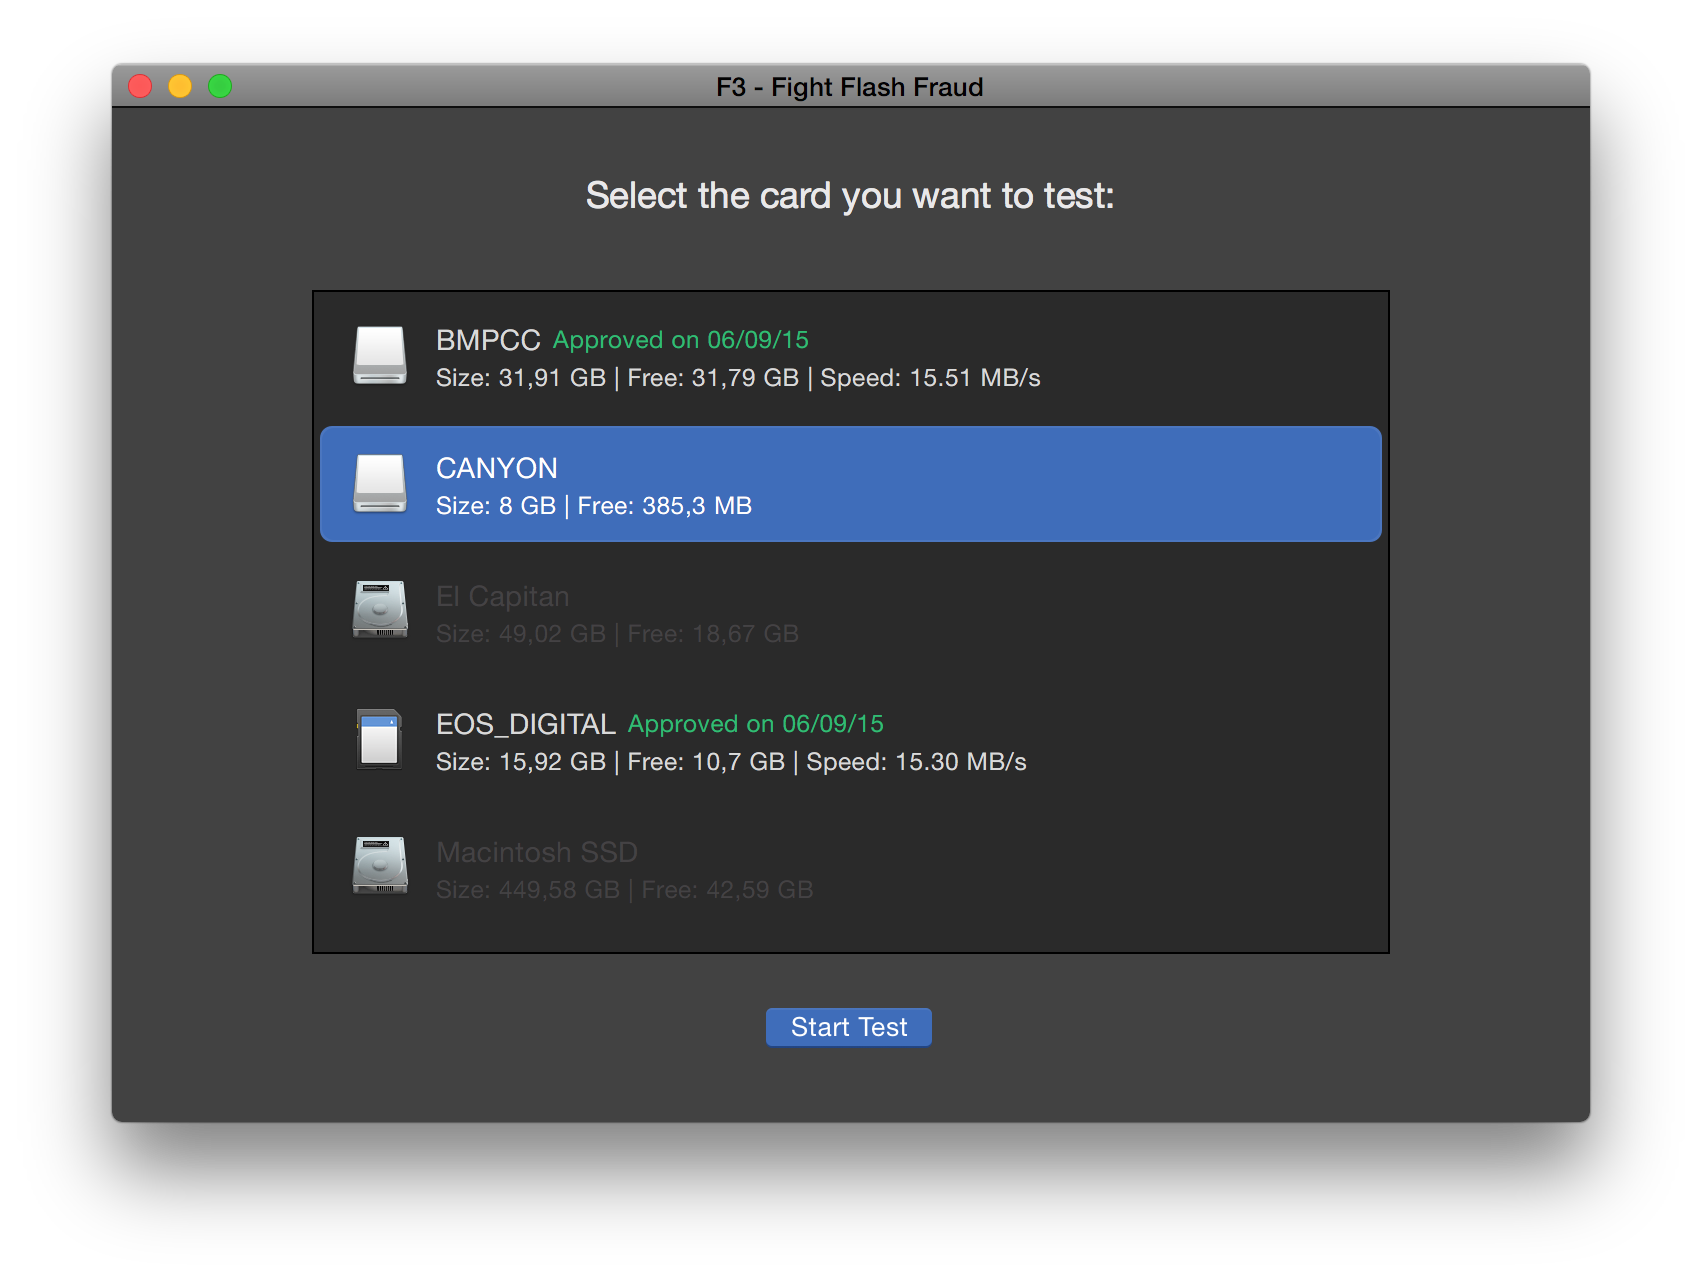 F3 - Fight Flash Fraud
Select the card you want to test:
BMPCC Approved on 06/09/15
Size: 31,91 GB | Free: 31,79 GB | Speed: 15.51 MB/s
CANYON
Size: 8 GB | Free: 385,3 MB
El Capitan
Size: 49,02 GB | Free: 18,67 GB
EOS_DIGITAL Approved on 06/09/15
Size: 15,92 GB | Free: 10,7 GB | Speed: 15.30 MB/s
Macintosh SSD
Size: 449,58 GB | Free: 42,59 GB
Start Test